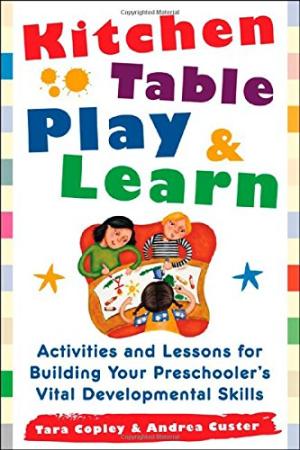 Kitchen
Table
Play &
Learn
Activities and Lessons for
Building Your Preschooler's
Vital Developmental Skills
Tara Copley & Andrea Custer